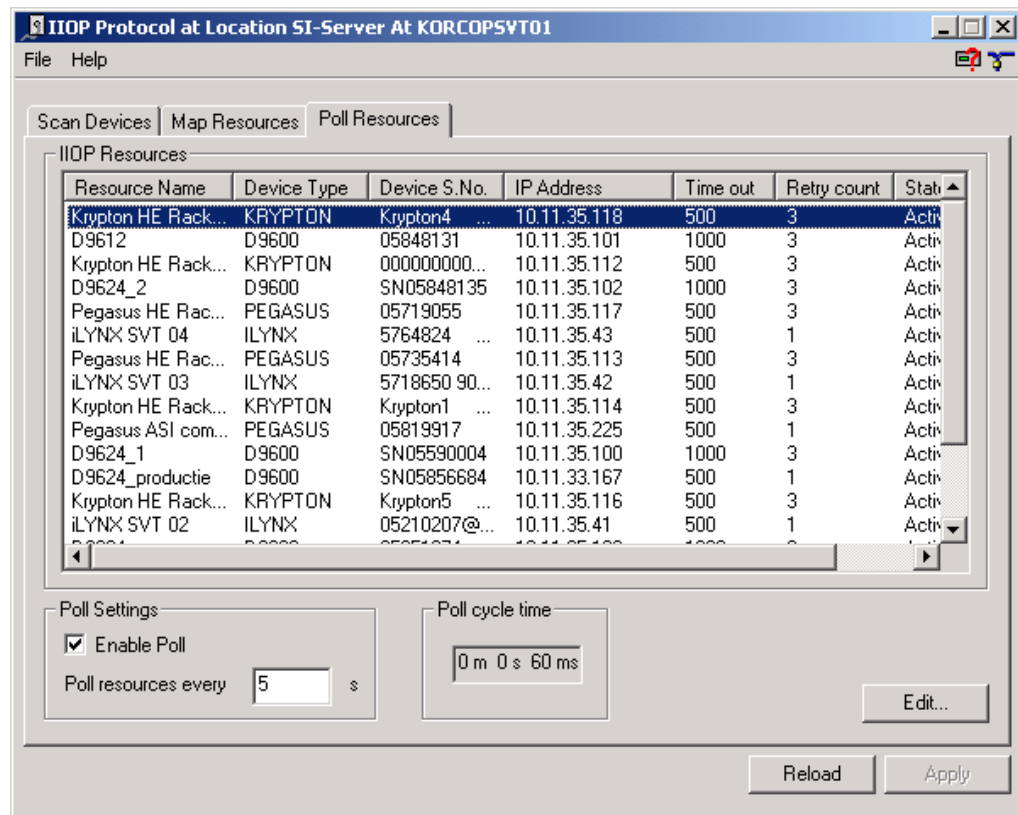 IIOP Protocol at Location SI-Server At KORCOPSVT01
File Help
Scan Devices Map Resources Poll Resources
IIOP Resources
Resource Name Device Type Device S.No. IP Address Time out Retry count
Krypton HE Rack... KRYPTON Krypton4 ... 10.11.35.118 500 3
D9612 D9600 05848131 10.11.35.101 1000 3
Krypton HE Rack... KRYPTON 000000000... 10.11.35.112 500 3
D9624_2 D9600 SN05848135 10.11.35.102 1000 3
Pegasus HE Rac... PEGASUS 05719055 10.11.35.117 500 3
iLYNX SVT 04 ILYNX 5764824 ... 10.11.35.43 500 1
Pegasus HE Rac... PEGASUS 05735414 10.11.35.113 500 3
iLYNX SVT 03 ILYNX 5718650 90... 10.11.35.42 500 1
Krypton HE Rack... KRYPTON Krypton1 ... 10.11.35.114 500 3
Pegasus ASI com... PEGASUS 05819917 10.11.35.225 500 1
D9624_1 D9600 SN05590004 10.11.35.100 1000 3
D9624_productie D9600 SN05856684 10.11.33.167 500 1
Krypton HE Rack... KRYPTON Krypton5 ... 10.11.35.116 500 3
iLYNX SVT 02 ILYNX 05210207@... 10.11.35.41 500 1
Poll Settings
Enable Poll
Poll resources every 5 s
Poll cycle time
0 m 0 s 60 ms
Edit...
Reload Apply